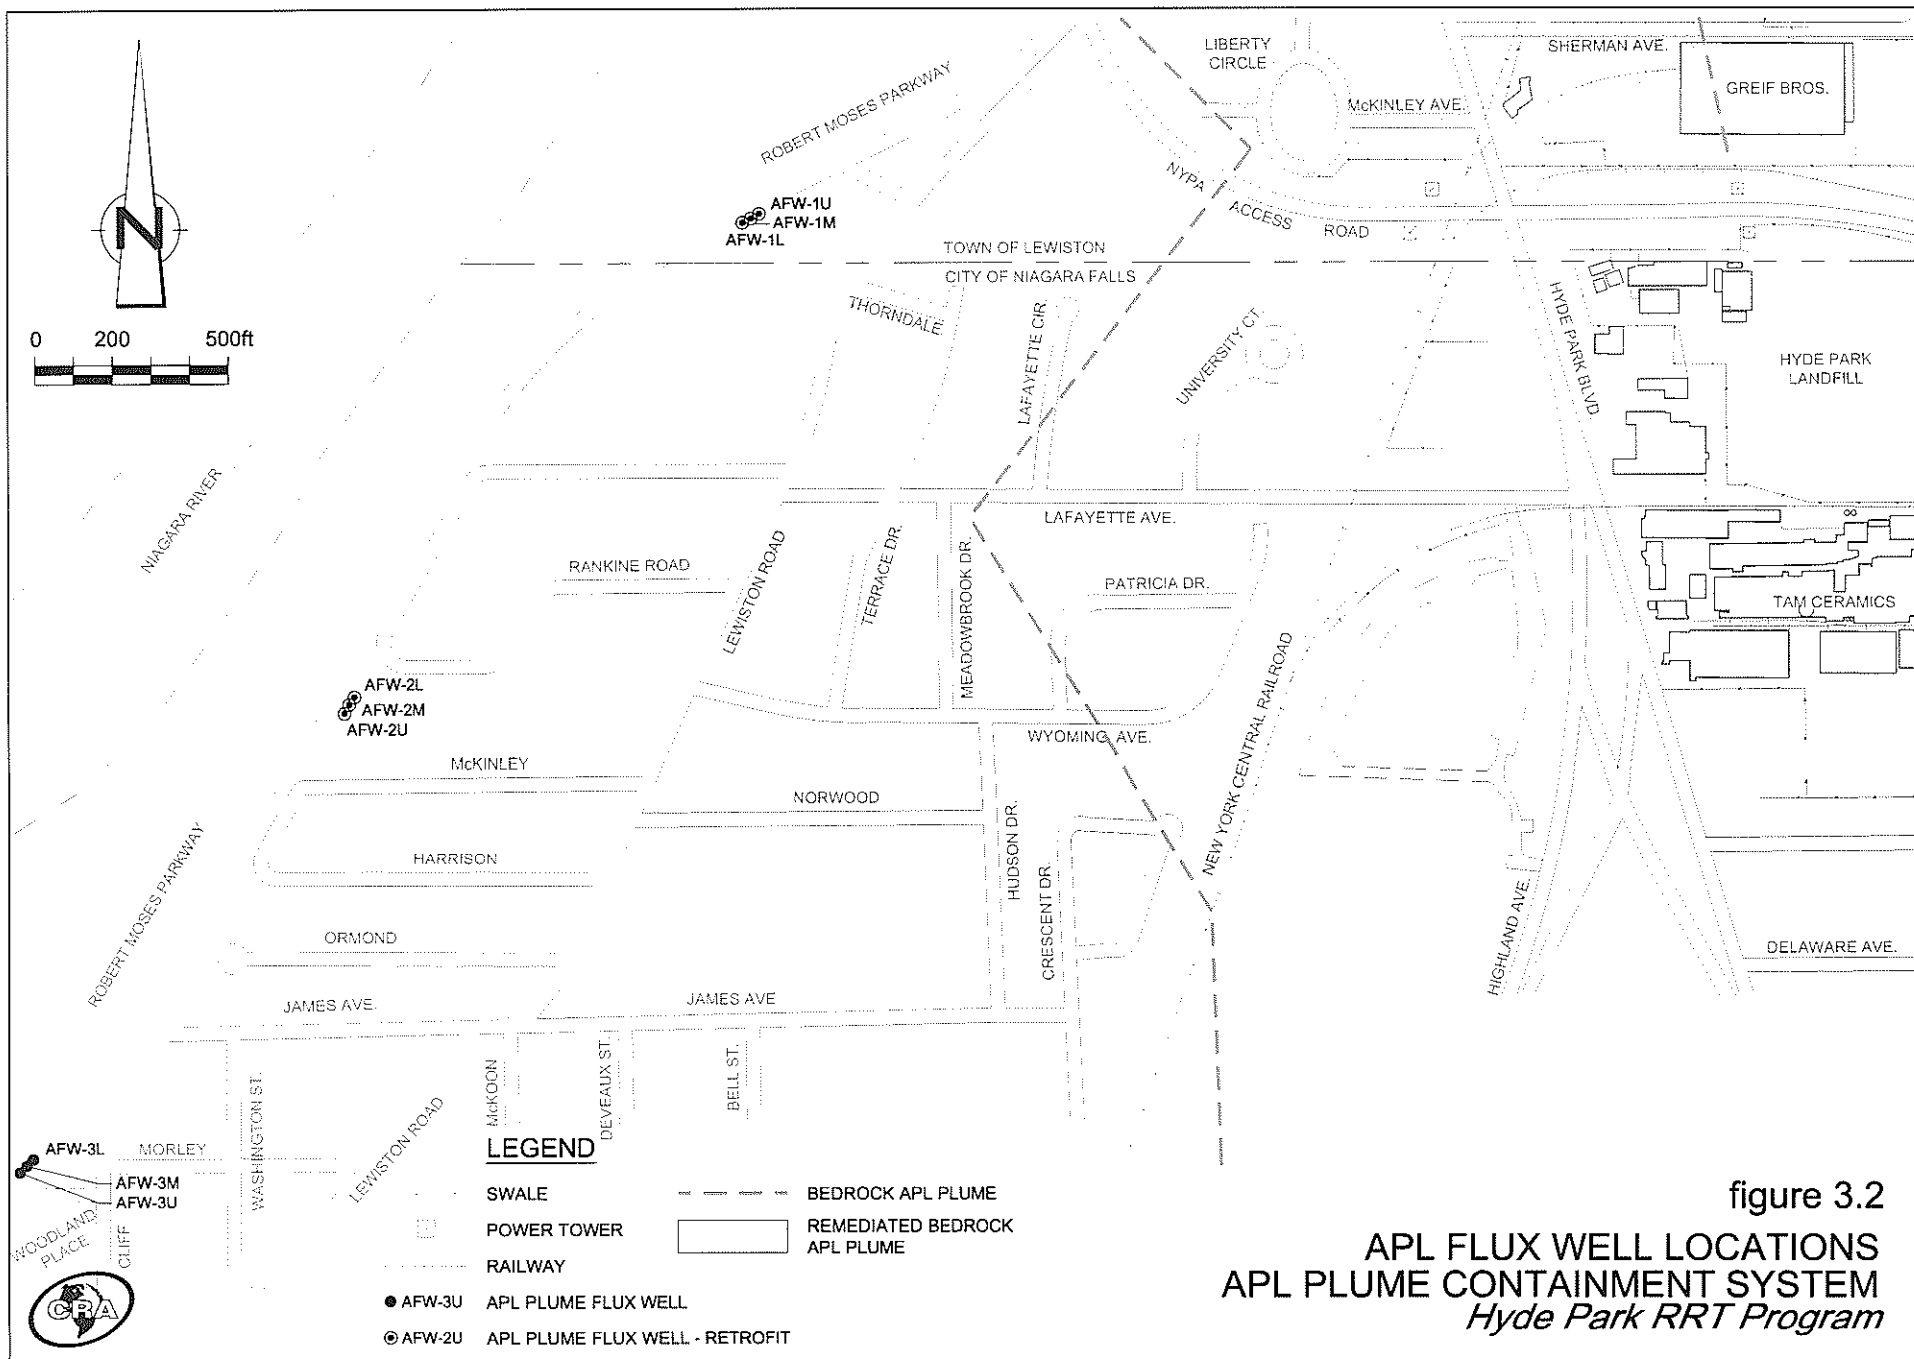 LIBERTY
CIRCLE
SHERMAN AVE.
GREIF BROS.
ROBERT MOSES PARKWAY
McKINLEY AVE.
NYPA
ACCESS
ROAD
N
AFW-1U
AFW-1M
AFW-1L
TOWN OF LEWISTON
CITY OF NIAGARA FALLS
THORNDALE
LAFAYETTE CIR.
UNIVERSITY CT.
HYDE PARK BLVD.
HYDE PARK
LANDFILL
0 200 500ft
NIAGARA RIVER
LAFAYETTE AVE.
RANKINE ROAD
LEWISTON ROAD
TERRACE DR.
MEADOWBROOK DR.
PATRICIA DR.
TAM CERAMICS
AFW-2L
AFW-2M
AFW-2U
WYOMING AVE.
NEW YORK CENTRAL RAILROAD
McKINLEY
NORWOOD
HUDSON DR.
HARRISON
CRESCENT DR.
ROBERT MOSES PARKWAY
ORMOND
HIGHLAND AVE.
DELAWARE AVE.
JAMES AVE.
JAMES AVE
McKOON
DEVEAUX ST.
BELL ST.
WASHINGTON ST.
LEWISTON ROAD
AFW-3L
MORLEY
AFW-3M
AFW-3U
WOODLAND
PLACE
CLIFF
CRA
LEGEND
SWALE
POWER TOWER
RAILWAY
AFW-3U APL PLUME FLUX WELL
AFW-2U APL PLUME FLUX WELL - RETROFIT
BEDROCK APL PLUME
REMEDIATED BEDROCK
APL PLUME
figure 3.2
APL FLUX WELL LOCATIONS
APL PLUME CONTAINMENT SYSTEM
Hyde Park RRT Program